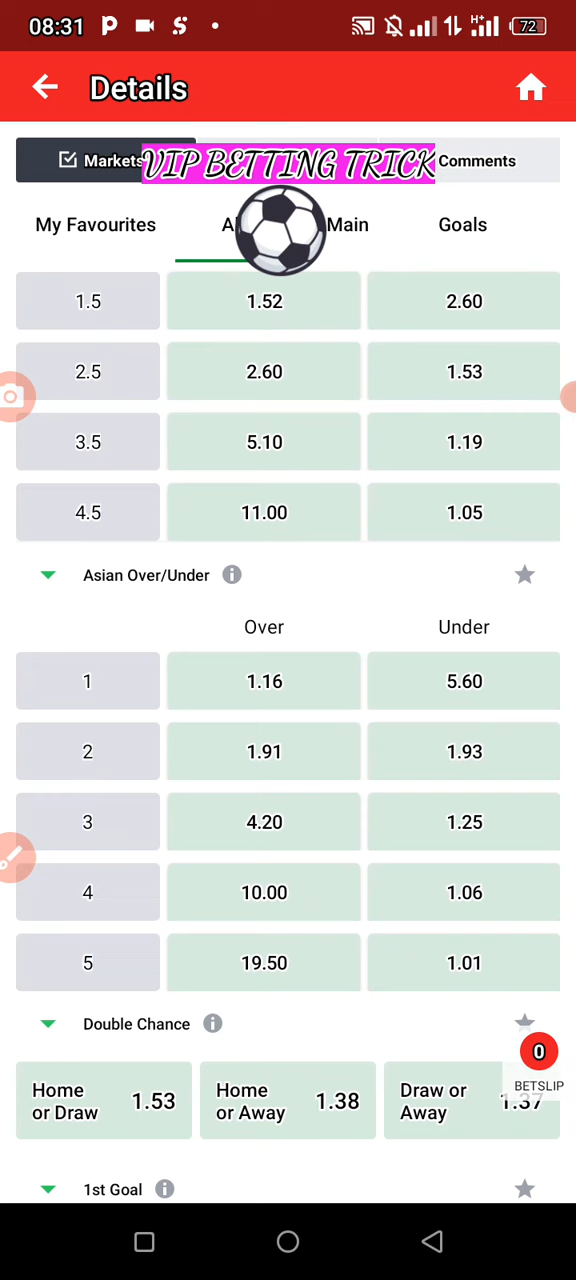 08:31
H+
72
Details
Markets
VIP BETTING TRICK
Comments
My Favourites
Main
Goals
1.5 1.52 2.60
2.5 2.60 1.53
3.5 5.10 1.19
4.5 11.00 1.05
Asian Over/Under
Over Under
1 1.16 5.60
2 1.91 1.93
3 4.20 1.25
4 10.00 1.06
5 19.50 1.01
Double Chance
0
BETSLIP
Home or Draw 1.53
Home or Away 1.38
Draw or Away 1.37
1st Goal